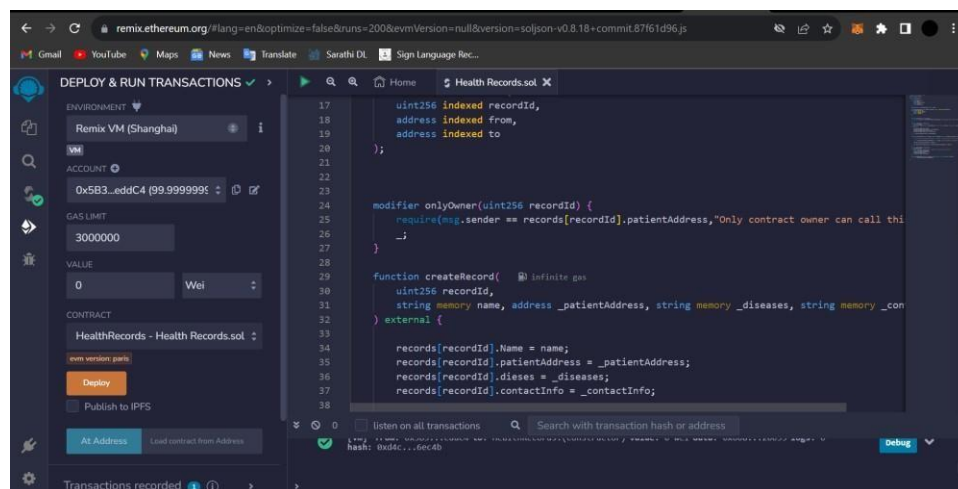 remix.ethereum.org/#lang=en&optimize=false&runs=200&evmVersion=null&version=soljson-v0.8.18+commit.87f61d96.js
Gmail YouTube Maps News Translate Sarathi DL Sign Language Rec...
DEPLOY & RUN TRANSACTIONS
ENVIRONMENT
Remix VM (Shanghai)
VM
ACCOUNT
0x5B3...eddC4 (99.9999999
GAS LIMIT
3000000
VALUE
0 Wei
CONTRACT
HealthRecords - Health Records.sol
evm version: paris
Deploy
Publish to IPFS
At Address Load contract from Address
Transactions recorded 1 i
Home Health Records.sol
17 uint256 indexed recordId,
18 address indexed from,
19 address indexed to
20 );
21
22
23
24 modifier onlyOwner(uint256 recordId) {
25 require(msg.sender == records[recordId].patientAddress,"Only contract owner can call thi
26 _;
27 }
28
29 function createRecord( infinite gas
30 uint256 recordId,
31 string memory name, address _patientAddress, string memory _diseases, string memory _con
32 ) external {
33
34 records[recordId].Name = name;
35 records[recordId].patientAddress = _patientAddress;
36 records[recordId].dieses = _diseases;
37 records[recordId].contactInfo = _contactInfo;
38
0 listen on all transactions Search with transaction hash or address
hash: 0xd4c...6ec4b
Debug